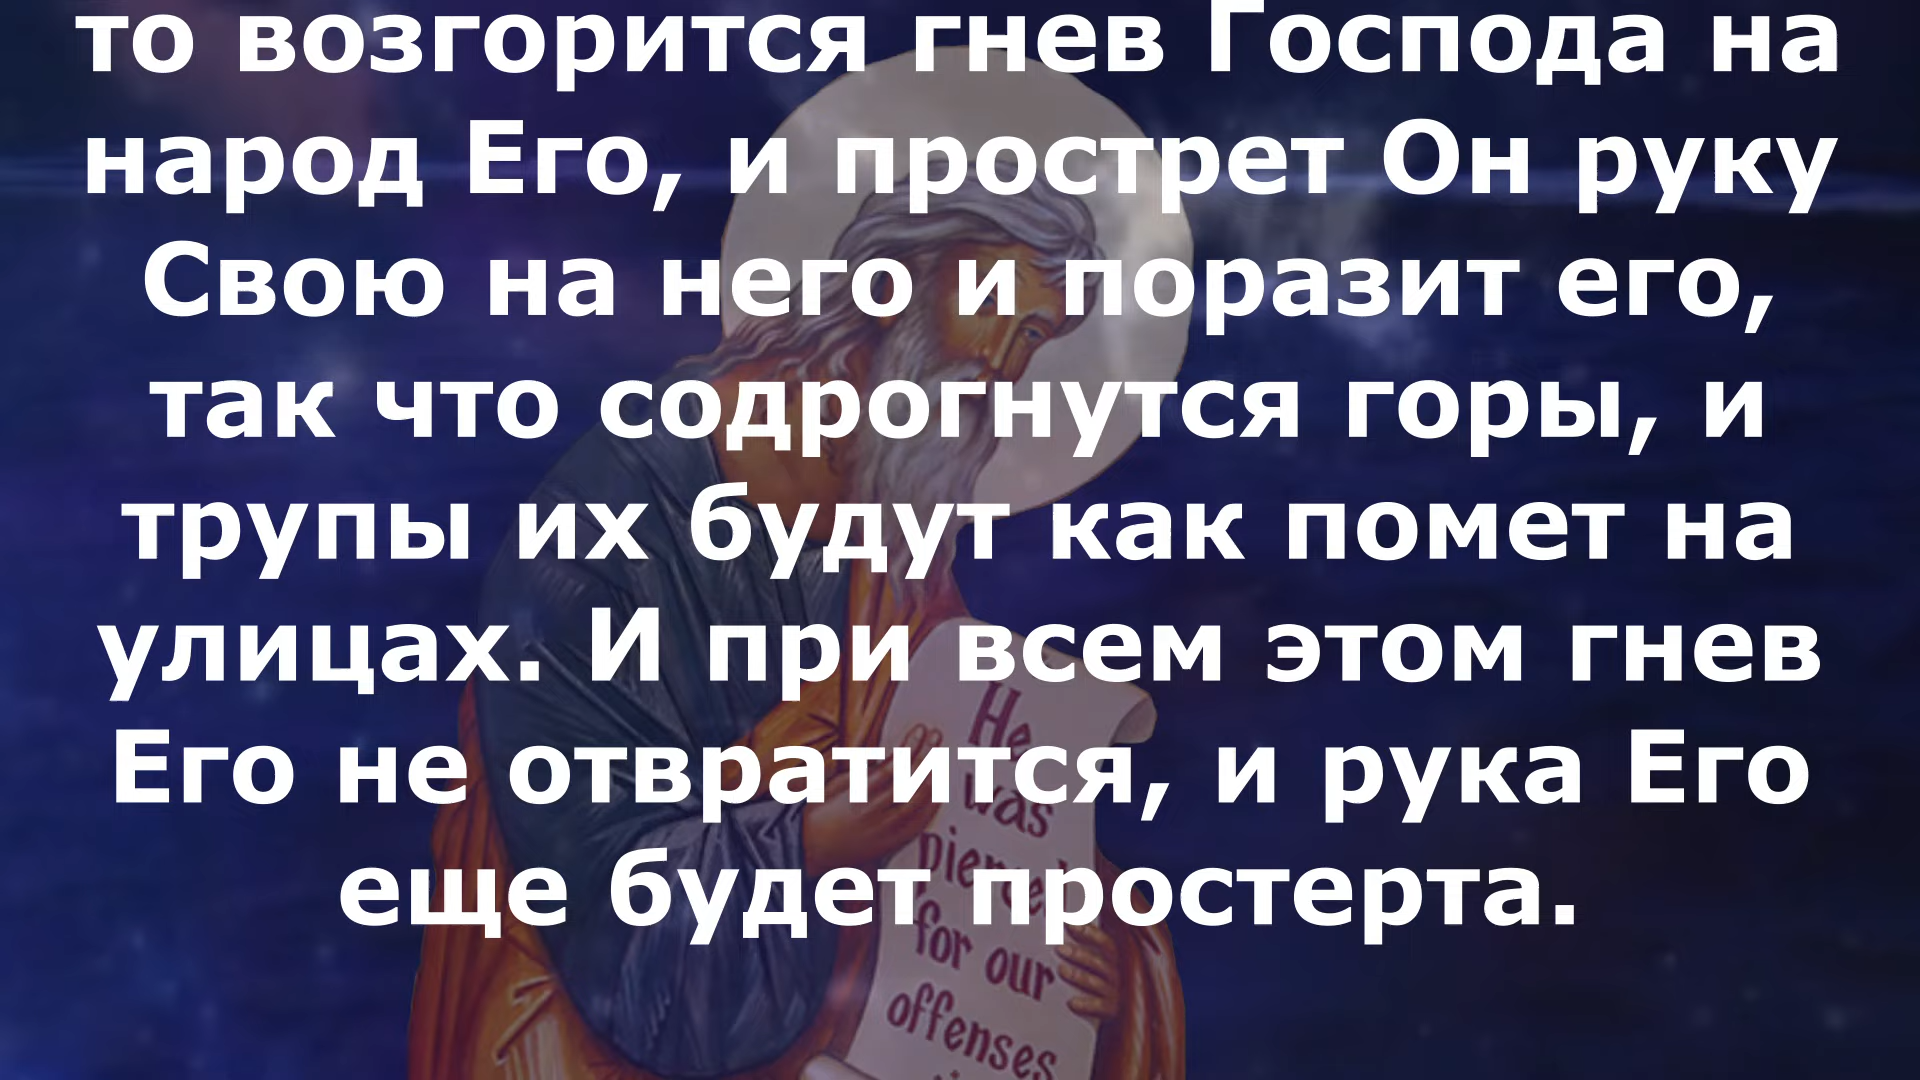 то возгорится гнев Господа на
народ Его, и прострет Он руку
Свою на него и поразит его,
так что содрогнутся горы, и
трупы их будут как помет на
улицах. И при всем этом гнев
Его не отвратится, и рука Его
еще будет простерта.
He
was
for our
offenses